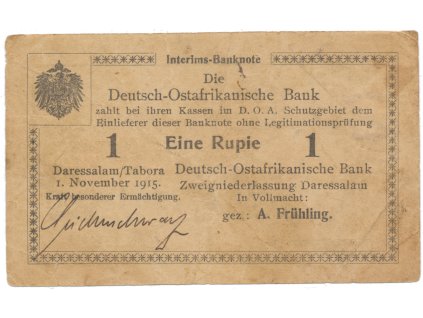 Interims-Banknote
Die
Deutsch-Ostafrikanische Bank
zahlt bei ihren Kassen im D. O. A. Schutzgebiet dem
Einlieferer dieser Banknote ohne Legitimationsprüfung
1 Eine Rupie 1
Daressalam/Tabora
1. November 1915.
Kraft besonderer Ermächtigung.
Deutsch-Ostafrikanische Bank
Zweigniederlassung Daressalam
In Vollmacht:
gez: A. Frühling.